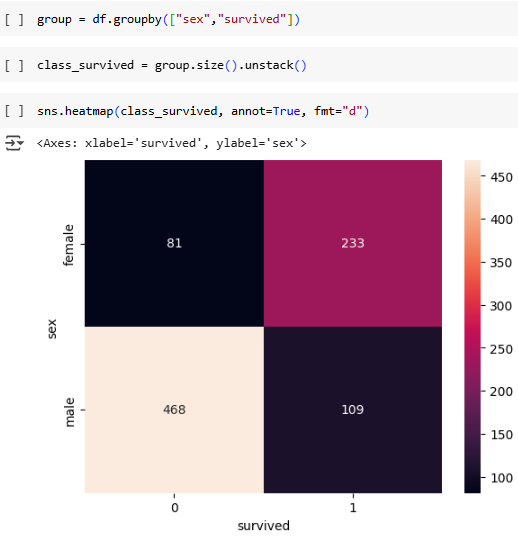 [ ] group = df.groupby(["sex","survived"])
[ ] class_survived = group.size().unstack()
[ ] sns.heatmap(class_survived, annot=True, fmt="d")
<Axes: xlabel='survived', ylabel='sex'>
450
400
350
300
250
200
150
100
sex
female
81 233
male
468 109
0 1
survived